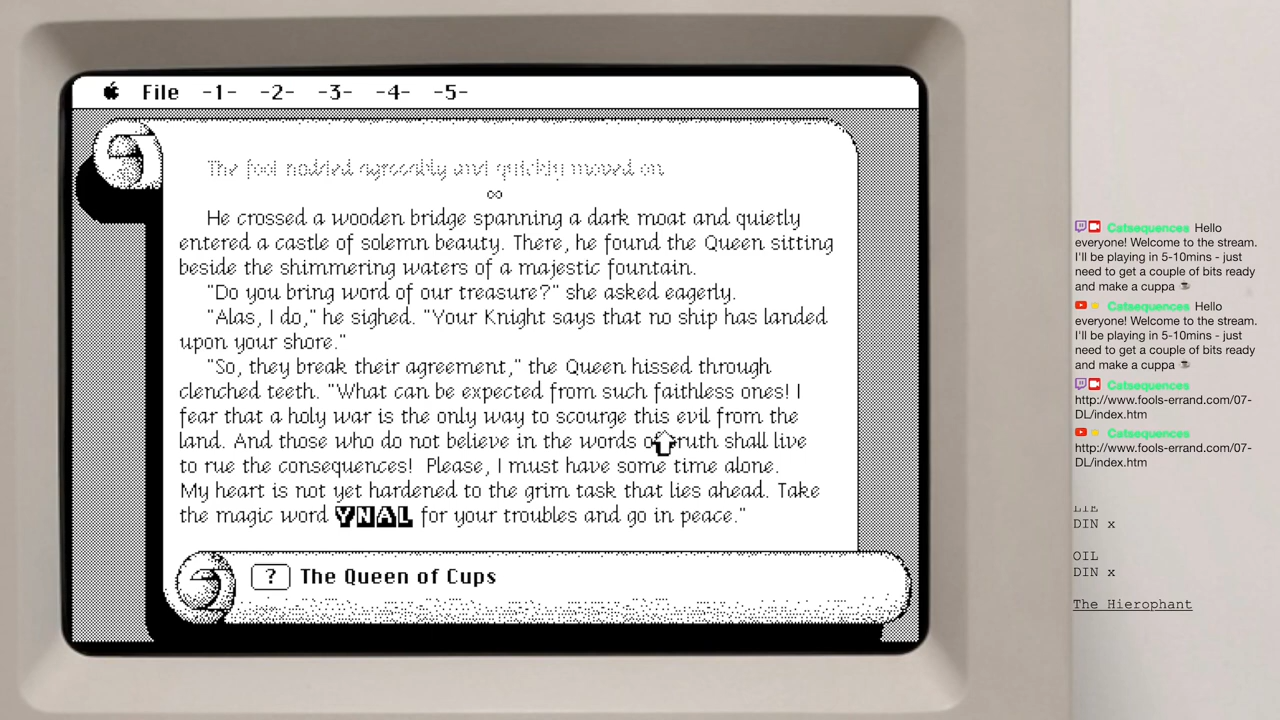 File -1- -2- -3- -4- -5-
The fool nodded agreeably and quickly moved on.
∞
He crossed a wooden bridge spanning a dark moat and quietly
entered a castle of solemn beauty. There, he found the Queen sitting
beside the shimmering waters of a majestic fountain.
"Do you bring word of our treasure?" she asked eagerly.
"Alas, I do," he sighed. "Your Knight says that no ship has landed
upon your shore."
"So, they break their agreement," the Queen hissed through
clenched teeth. "What can be expected from such faithless ones! I
fear that a holy war is the only way to scourge this evil from the
land. And those who do not believe in the words of truth shall live
to rue the consequences! Please, I must have some time alone.
My heart is not yet hardened to the grim task that lies ahead. Take
the magic word YNAL for your troubles and go in peace."
? The Queen of Cups
Catsequences Hello
everyone! Welcome to the stream.
I'll be playing in 5-10mins - just
need to get a couple of bits ready
and make a cuppa ☕
Catsequences Hello
everyone! Welcome to the stream.
I'll be playing in 5-10mins - just
need to get a couple of bits ready
and make a cuppa ☕
Catsequences
http://www.fools-errand.com/07-
DL/index.htm
Catsequences
http://www.fools-errand.com/07-
DL/index.htm
LIE
DIN x
OIL
DIN x
The Hierophant